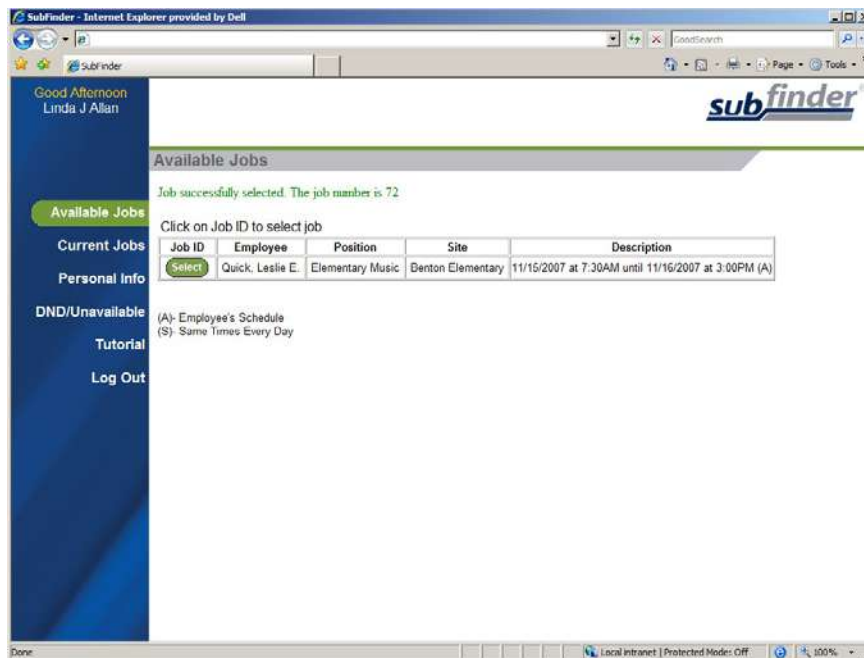 SubFinder - Internet Explorer provided by Dell
GoodSearch
SubFinder
Page
Tools
Good Afternoon
Linda J Allan
subfinder
Available Jobs
Job successfully selected. The job number is 72
Available Jobs
Current Jobs
Personal Info
DND/Unavailable
Tutorial
Log Out
Click on Job ID to select job
Job ID Employee Position Site Description
Select Quick, Leslie E. Elementary Music Benton Elementary 11/15/2007 at 7:30AM until 11/16/2007 at 3:00PM (A)
(A)- Employee's Schedule
(S)- Same Times Every Day
Done
Local intranet | Protected Mode: Off
100%